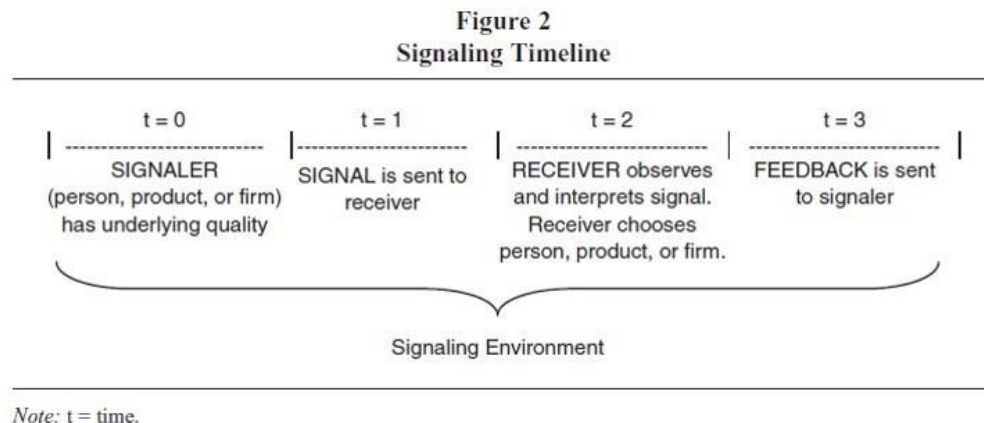 Figure 2
Signaling Timeline
t = 0
t = 1
t = 2
t = 3
SIGNALER
(person, product, or firm)
has underlying quality
SIGNAL is sent to
receiver
RECEIVER observes
and interprets signal.
Receiver chooses
person, product, or firm.
FEEDBACK is sent
to signaler
Signaling Environment
Note: t = time.